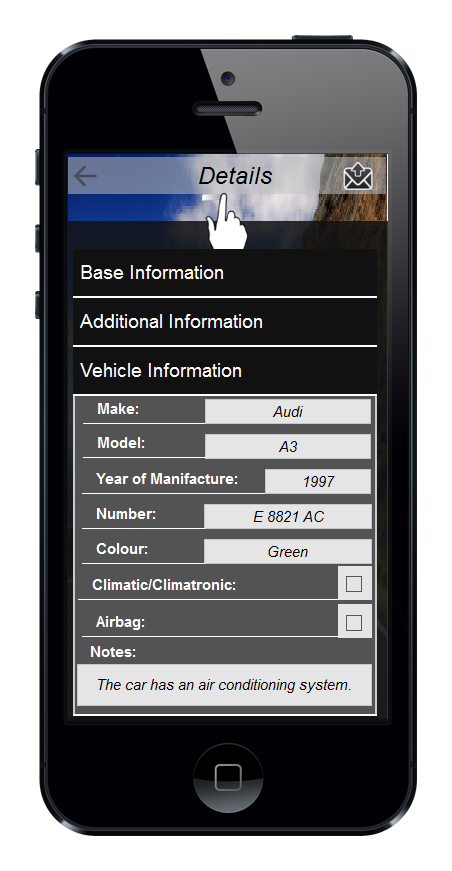 Details
Base Information
Additional Information
Vehicle Information
Make: Audi
Model: A3
Year of Manifacture: 1997
Number: E 8821 AC
Colour: Green
Climatic/Climatronic:
Airbag:
Notes:
The car has an air conditioning system.